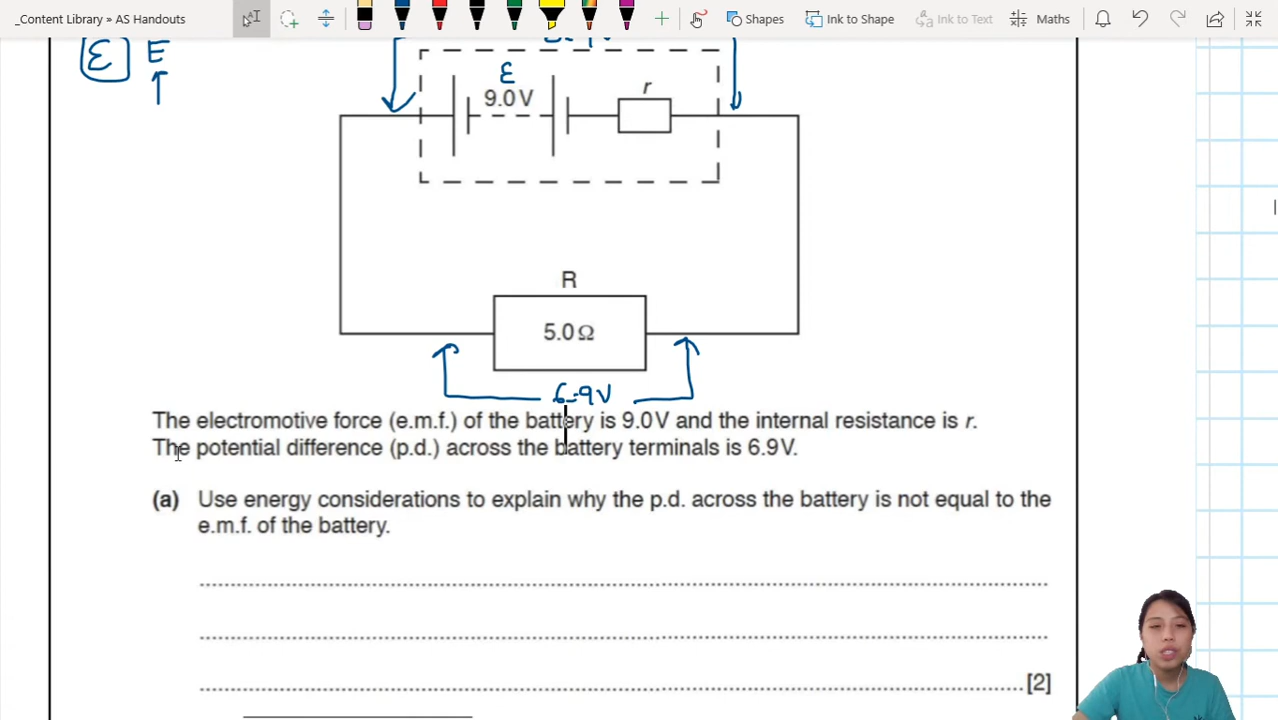 _Content Library » AS Handouts
Shapes
Ink to Shape
Ink to Text
Maths
Ɛ E
Ɛ
9.0V
r
R
5.0Ω
6.9V
The electromotive force (e.m.f.) of the battery is 9.0V and the internal resistance is r.
The potential difference (p.d.) across the battery terminals is 6.9V.
(a) Use energy considerations to explain why the p.d. across the battery is not equal to the
e.m.f. of the battery.
[2]